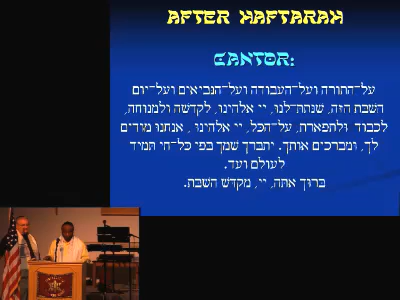 AFTER HAFTARAH
CANTOR:
על־התורה ועל־העבודה ועל־הנביאים ועל־יום
השבת הזה, שנתת־לנו, יי אלהינו, לקדשה ולמנוחה,
לכבוד ולתפארת, על־הכל, יי אלהינו, אנחנו מודים
לך, ומברכים אותך. יתברך שמך בפי כל־חי תמיד
לעולם ועד.
ברוך אתה, יי, מקדש השבת.